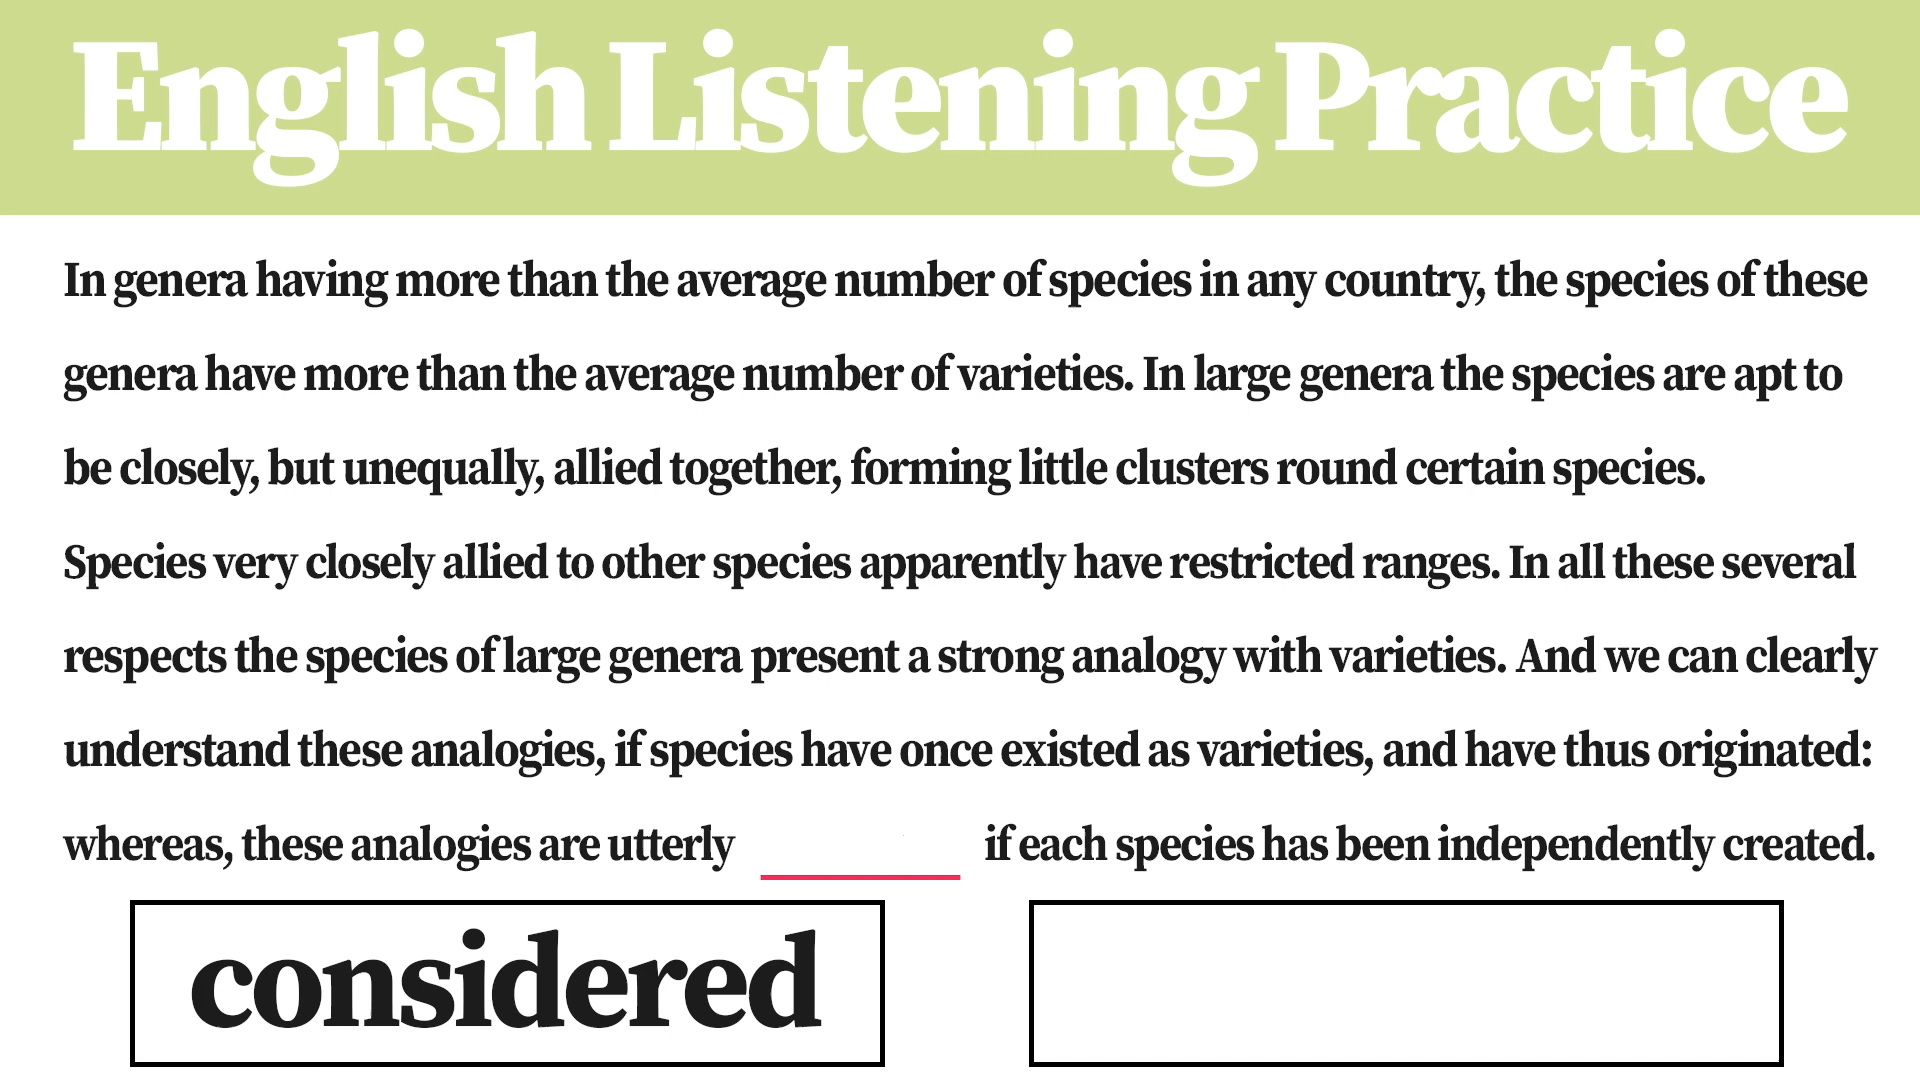 English Listening Practice
In genera having more than the average number of species in any country, the species of these
genera have more than the average number of varieties. In large genera the species are apt to
be closely, but unequally, allied together, forming little clusters round certain species.
Species very closely allied to other species apparently have restricted ranges. In all these several
respects the species of large genera present a strong analogy with varieties. And we can clearly
understand these analogies, if species have once existed as varieties, and have thus originated:
whereas, these analogies are utterly if each species has been independently created.
considered